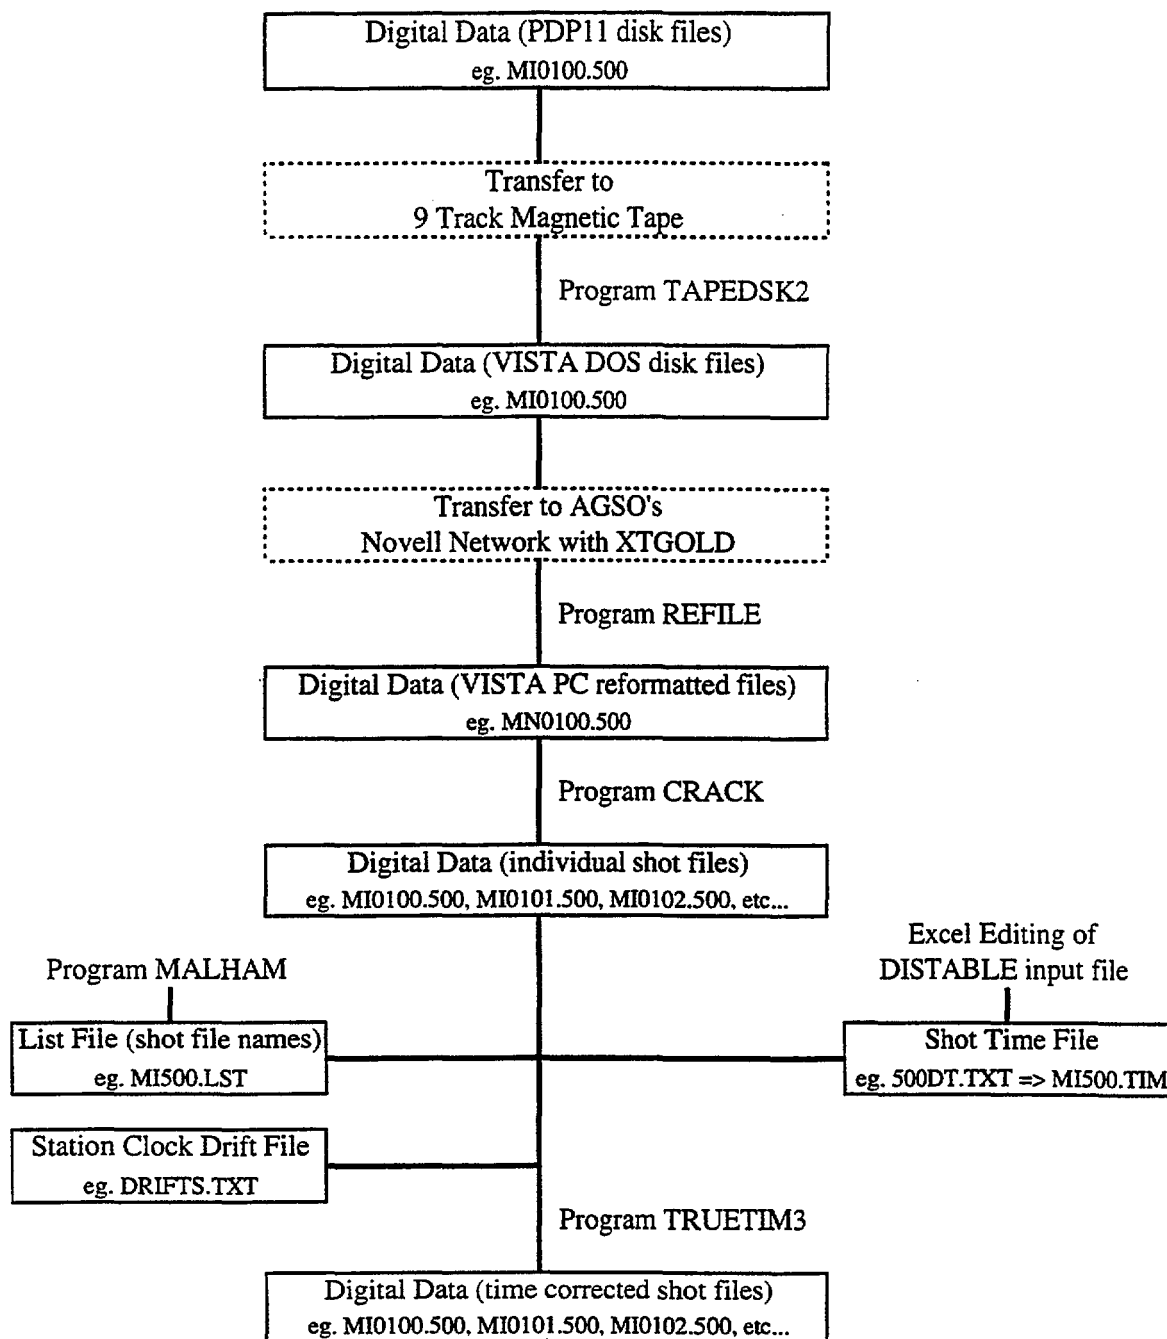 Digital Data (PDP11 disk files)
eg. MI0100.500
Transfer to
9 Track Magnetic Tape
Program TAPEDSK2
Digital Data (VISTA DOS disk files)
eg. MI0100.500
Transfer to AGSO's
Novell Network with XTGOLD
Program REFILE
Digital Data (VISTA PC reformatted files)
eg. MN0100.500
Program CRACK
Digital Data (individual shot files)
eg. MI0100.500, MI0101.500, MI0102.500, etc...
Program MALHAM
List File (shot file names)
eg. MI500.LST
Excel Editing of
DISTABLE input file
Shot Time File
eg. 500DT.TXT => MI500.TIM
Station Clock Drift File
eg. DRIFTS.TXT
Program TRUETIM3
Digital Data (time corrected shot files)
eg. MI0100.500, MI0101.500, MI0102.500, etc...